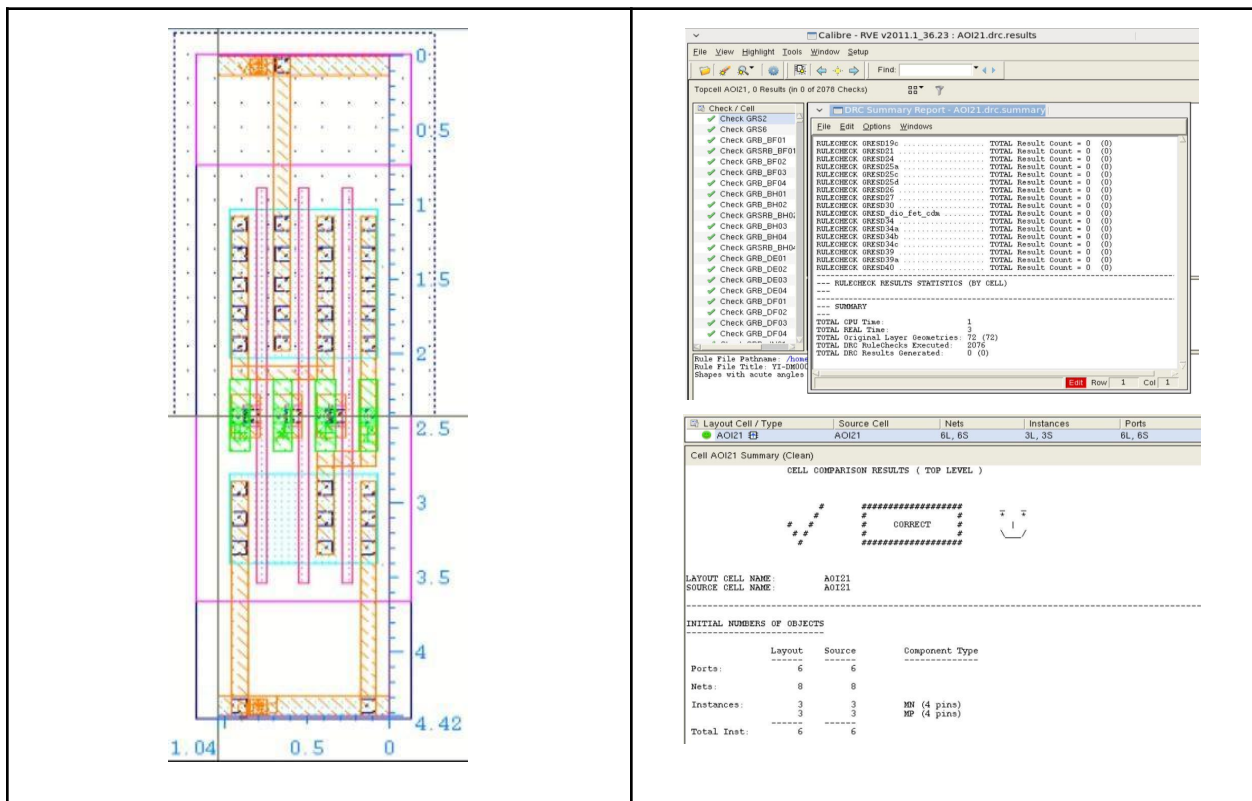 0
0.5
1
1.5
2
2.5
3
3.5
4
4.42
1.04
0.5
0
Calibre - RVE v2011.1_36.23 : AOI21.drc.results
File View Highlight Tools Window Setup
Find:
Topcell AOI21, 0 Results (in 0 of 2078 Checks)
Check / Cell
Check GRS2
Check GRS6
Check GRB_BF01
Check GRSRB_BF01
Check GRB_BF02
Check GRB_BF03
Check GRB_BF04
Check GRB_BH01
Check GRB_BH02
Check GRSRB_BH02
Check GRB_BH03
Check GRB_BH04
Check GRSRB_BH04
Check GRB_DE01
Check GRB_DE02
Check GRB_DE03
Check GRB_DE04
Check GRB_DF01
Check GRB_DF02
Check GRB_DF03
Check GRB_DF04
Rule File Pathname: /home
Rule File Title: YI-DM000
Shapes with acute angles
DRC Summary Report - AOI21.drc.summary
File Edit Options Windows
RULECHECK GRESD19c .................. TOTAL Result Count = 0 (0)
RULECHECK GRESD21 ................... TOTAL Result Count = 0 (0)
RULECHECK GRESD24 ................... TOTAL Result Count = 0 (0)
RULECHECK GRESD25a .................. TOTAL Result Count = 0 (0)
RULECHECK GRESD25c .................. TOTAL Result Count = 0 (0)
RULECHECK GRESD25d .................. TOTAL Result Count = 0 (0)
RULECHECK GRESD26 ................... TOTAL Result Count = 0 (0)
RULECHECK GRESD27 ................... TOTAL Result Count = 0 (0)
RULECHECK GRESD30 ................... TOTAL Result Count = 0 (0)
RULECHECK GRESD_dio_fet_cdm ......... TOTAL Result Count = 0 (0)
RULECHECK GRESD34 ................... TOTAL Result Count = 0 (0)
RULECHECK GRESD34a .................. TOTAL Result Count = 0 (0)
RULECHECK GRESD34b .................. TOTAL Result Count = 0 (0)
RULECHECK GRESD34c .................. TOTAL Result Count = 0 (0)
RULECHECK GRESD39 ................... TOTAL Result Count = 0 (0)
RULECHECK GRESD39a .................. TOTAL Result Count = 0 (0)
RULECHECK GRESD40 ................... TOTAL Result Count = 0 (0)
--- RULECHECK RESULTS STATISTICS (BY CELL)
---
--- SUMMARY
---
TOTAL CPU Time: 1
TOTAL REAL Time: 3
TOTAL Original Layer Geometries: 72 (72)
TOTAL DRC RuleChecks Executed: 2076
TOTAL DRC Results Generated: 0 (0)
Edit Row 1 Col 1
Layout Cell / Type Source Cell Nets Instances Ports
AOI21 AOI21 6L, 6S 3L, 3S 6L, 6S
Cell AOI21 Summary (Clean)
CELL COMPARISON RESULTS ( TOP LEVEL )
CORRECT
LAYOUT CELL NAME: AOI21
SOURCE CELL NAME: AOI21
INITIAL NUMBERS OF OBJECTS
Layout Source Component Type
Ports: 6 6
Nets: 8 8
Instances: 3 3 MN (4 pins)
3 3 MP (4 pins)
Total Inst: 6 6